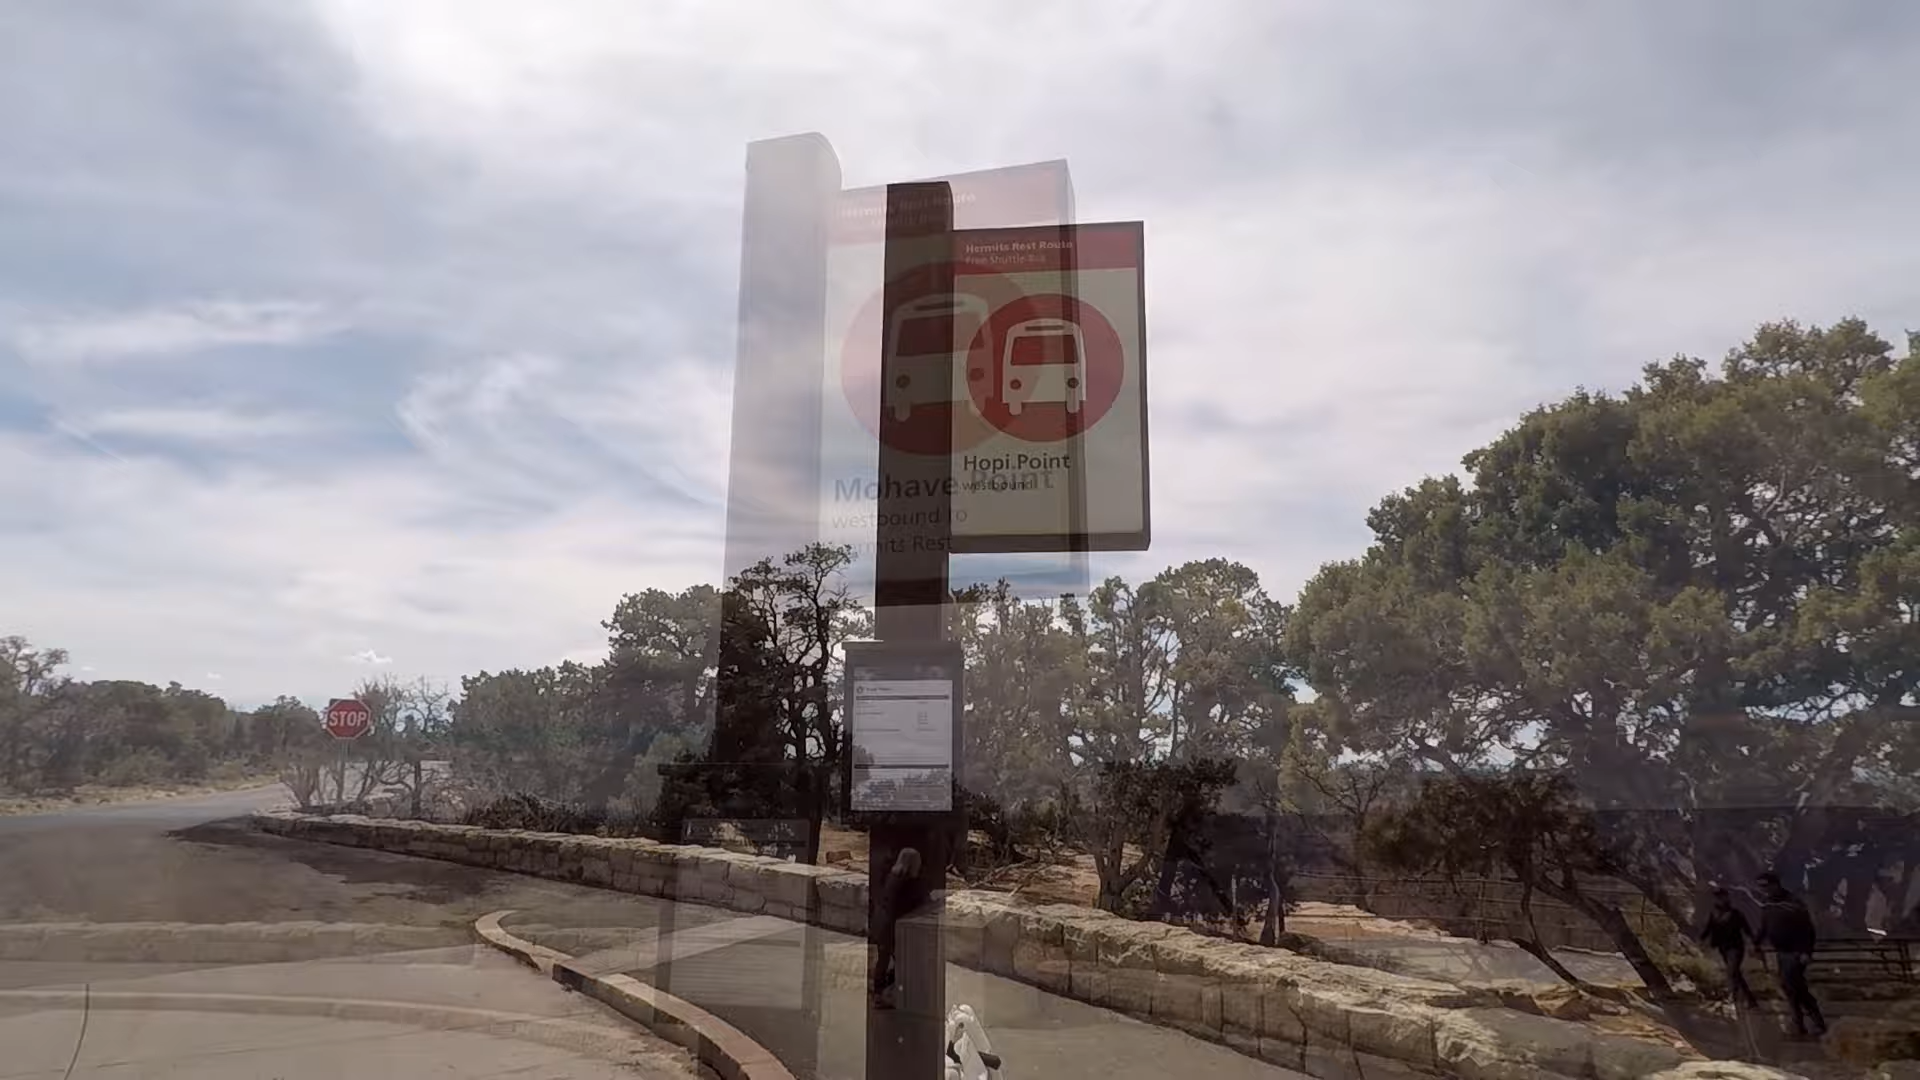 Hermits Rest Route
Free Shuttle Bus
Hopi Point
westbound
Hermits Rest Route
Mohave Point
westbound to
Hermits Rest
STOP